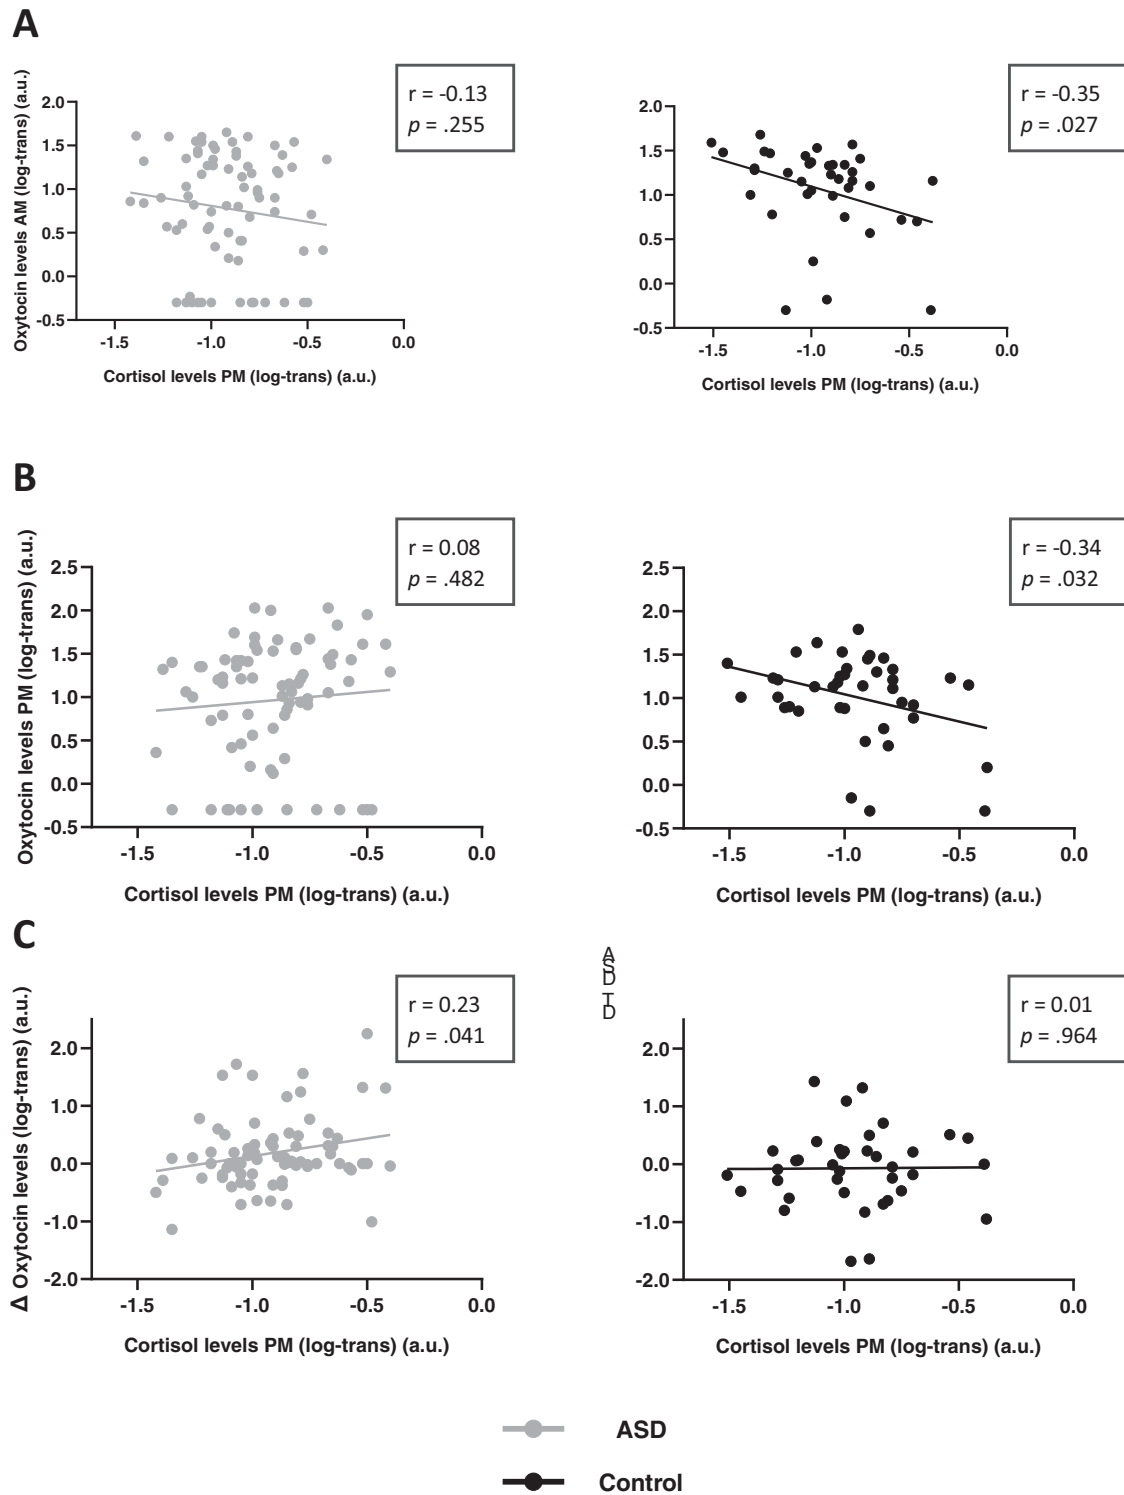 A
r = -0.13
p = .255
r = -0.35
p = .027
Oxytocin levels AM (log-trans) (a.u.)
2.0
1.5
1.0
0.5
0.0
-0.5
-1.5 -1.0 -0.5 0.0
Cortisol levels PM (log-trans) (a.u.)
2.0
1.5
1.0
0.5
0.0
-0.5
-1.5 -1.0 -0.5 0.0
Cortisol levels PM (log-trans) (a.u.)
B
r = 0.08
p = .482
r = -0.34
p = .032
Oxytocin levels PM (log-trans) (a.u.)
2.5
2.0
1.5
1.0
0.5
0.0
-0.5
-1.5 -1.0 -0.5 0.0
Cortisol levels PM (log-trans) (a.u.)
2.5
2.0
1.5
1.0
0.5
0.0
-0.5
-1.5 -1.0 -0.5 0.0
Cortisol levels PM (log-trans) (a.u.)
C
A
S
D
T
D
r = 0.23
p = .041
r = 0.01
p = .964
Δ Oxytocin levels (log-trans) (a.u.)
2.0
1.0
0.0
-1.0
-2.0
-1.5 -1.0 -0.5 0.0
Cortisol levels PM (log-trans) (a.u.)
2.0
1.0
0.0
-1.0
-2.0
-1.5 -1.0 -0.5 0.0
Cortisol levels PM (log-trans) (a.u.)
ASD
Control